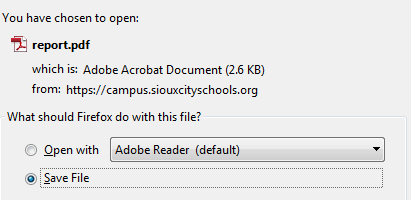 You have chosen to open:
report.pdf
which is: Adobe Acrobat Document (2.6 KB)
from: https://campus.siouxcityschools.org
What should Firefox do with this file?
Open with Adobe Reader (default)
Save File